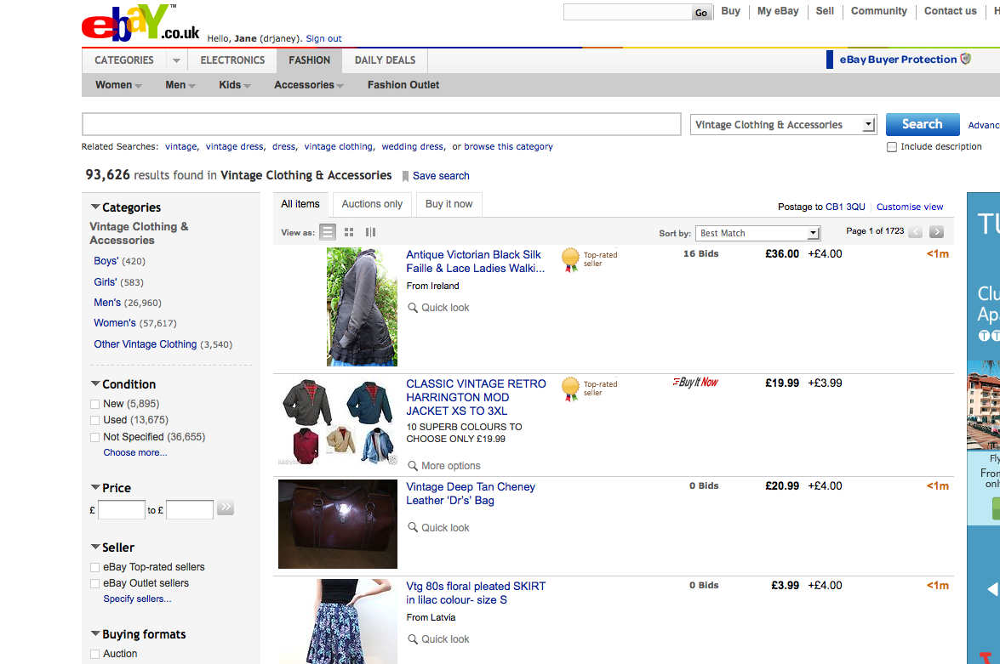 ebay™.co.uk
Hello, Jane (drjaney). Sign out
Go
Buy
My eBay
Sell
Community
Contact us
H
CATEGORIES
ELECTRONICS
FASHION
DAILY DEALS
eBay Buyer Protection
Women
Men
Kids
Accessories
Fashion Outlet
Vintage Clothing & Accessories
Search
Advanc
Related Searches: vintage, vintage dress, dress, vintage clothing, wedding dress, or browse this category
Include description
93,626 results found in Vintage Clothing & Accessories
Save search
Categories
Vintage Clothing &
Accessories
Boys' (420)
Girls' (583)
Men's (26,960)
Women's (57,617)
Other Vintage Clothing (3,540)
Condition
New (5,895)
Used (13,675)
Not Specified (36,655)
Choose more...
Price
£ to £
Seller
eBay Top-rated sellers
eBay Outlet sellers
Specify sellers...
Buying formats
Auction
All items
Auctions only
Buy it now
Postage to CB1 3QU
Customise view
View as:
Sort by: Best Match
Page 1 of 1723
Antique Victorian Black Silk
Faille & Lace Ladies Walki...
From Ireland
Quick look
Top-rated
seller
16 Bids
£36.00 +£4.00
<1m
CLASSIC VINTAGE RETRO
HARRINGTON MOD
JACKET XS TO 3XL
10 SUPERB COLOURS TO
CHOOSE ONLY £19.99
More options
Top-rated
seller
Buy It Now
£19.99 +£3.99
Vintage Deep Tan Cheney
Leather 'Dr's' Bag
Quick look
0 Bids
£20.99 +£4.00
<1m
Vtg 80s floral pleated SKIRT
in lilac colour- size S
From Latvia
Quick look
0 Bids
£3.99 +£4.00
<1m
TU
Clu
Apa
TT
Fly
From
onl